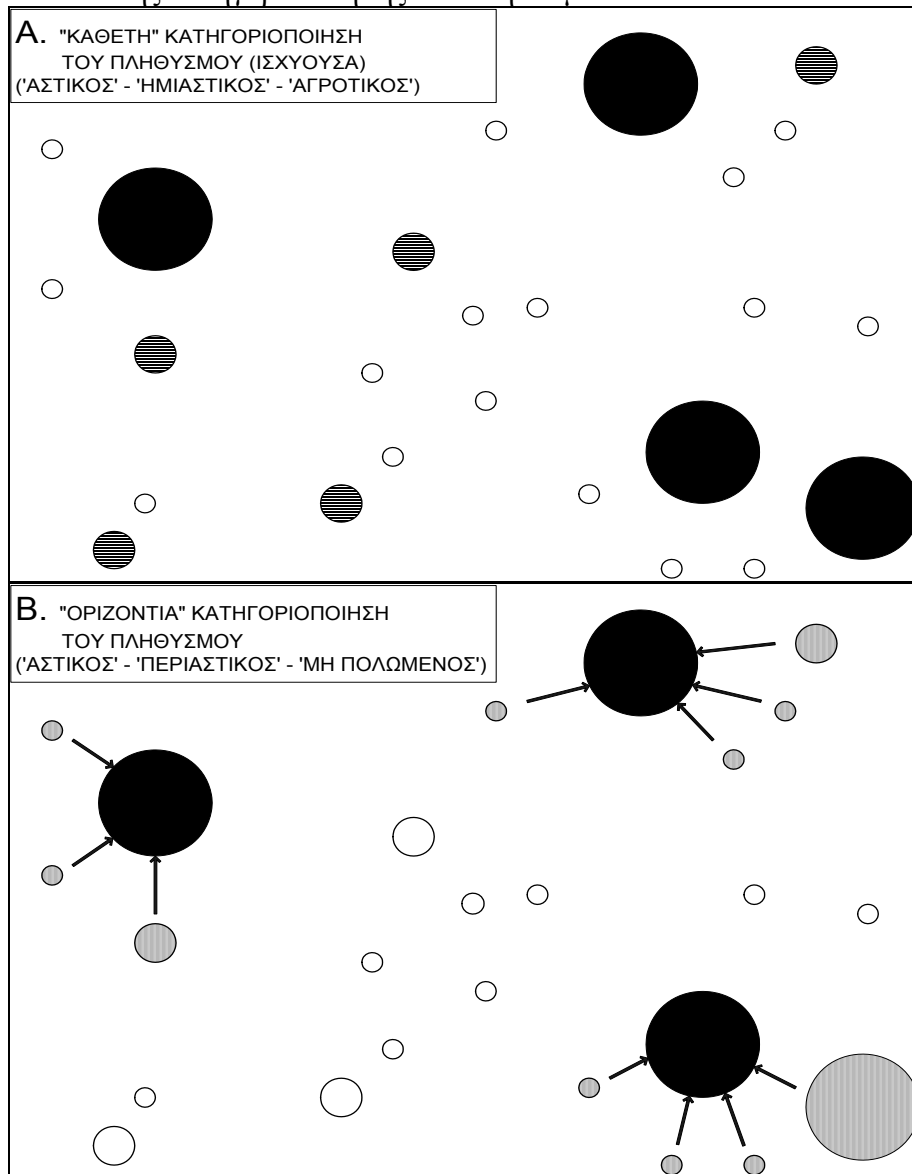 A. "ΚΑΘΕΤΗ" ΚΑΤΗΓΟΡΙΟΠΟΙΗΣΗ
ΤΟΥ ΠΛΗΘΥΣΜΟΥ (ΙΣΧΥΟΥΣΑ)
('ΑΣΤΙΚΟΣ' - 'ΗΜΙΑΣΤΙΚΟΣ' - 'ΑΓΡΟΤΙΚΟΣ')
B. "ΟΡΙΖΟΝΤΙΑ" ΚΑΤΗΓΟΡΙΟΠΟΙΗΣΗ
ΤΟΥ ΠΛΗΘΥΣΜΟΥ
('ΑΣΤΙΚΟΣ' - 'ΠΕΡΙΑΣΤΙΚΟΣ' - 'ΜΗ ΠΟΛΩΜΕΝΟΣ')